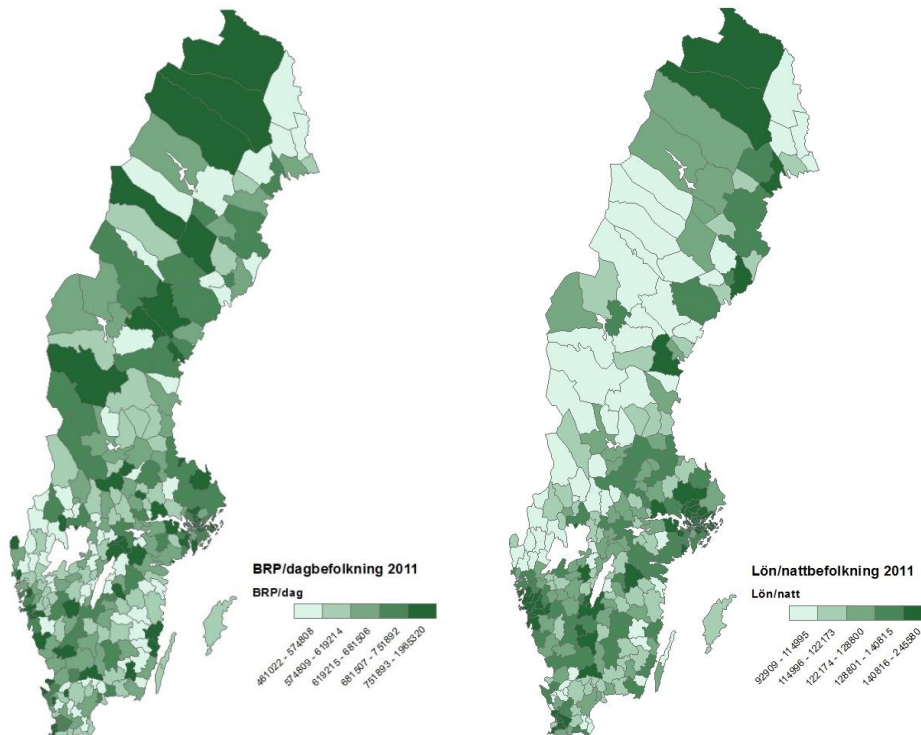 BRP/dagbefolkning 2011
BRP/dag
461022 - 574808
574809 - 619214
619215 - 681506
681507 - 751892
751893 - 1965320
Lön/nattbefolkning 2011
Lön/natt
92909 - 114995
114996 - 122173
122174 - 128800
128801 - 140815
140816 - 245580